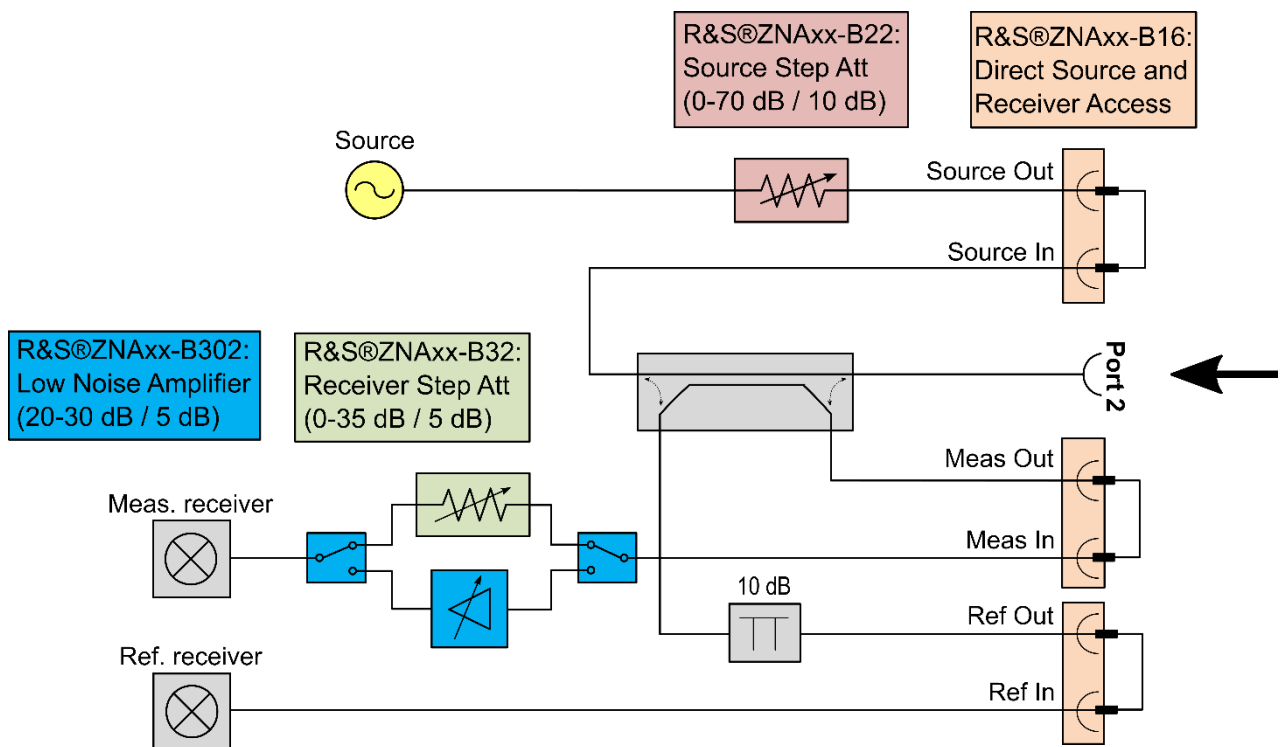 R&S®ZNAxx-B22:
Source Step Att
(0-70 dB / 10 dB)
R&S®ZNAxx-B16:
Direct Source and
Receiver Access
Source
Source Out
Source In
R&S®ZNAxx-B302:
Low Noise Amplifier
(20-30 dB / 5 dB)
R&S®ZNAxx-B32:
Receiver Step Att
(0-35 dB / 5 dB)
Port 2
Meas Out
Meas. receiver
Meas In
10 dB
Ref Out
Ref. receiver
Ref In